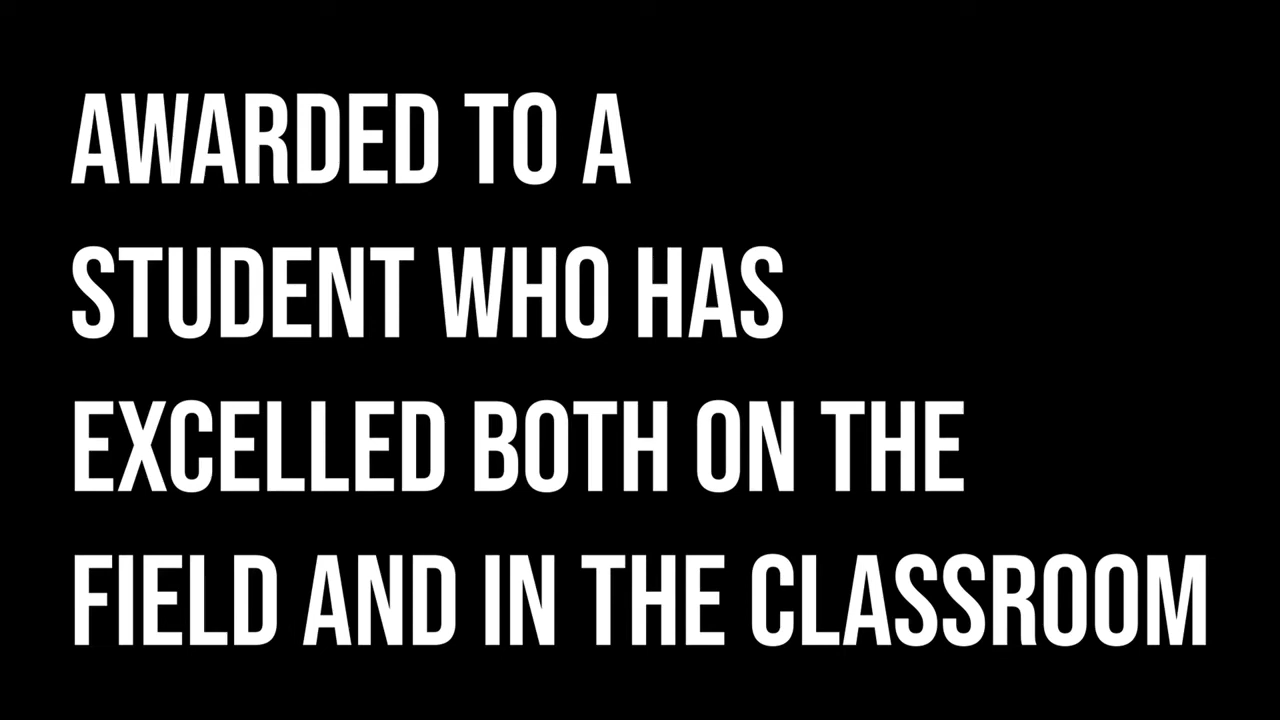 AWARDED TO A
STUDENT WHO HAS
EXCELLED BOTH ON THE
FIELD AND IN THE CLASSROOM